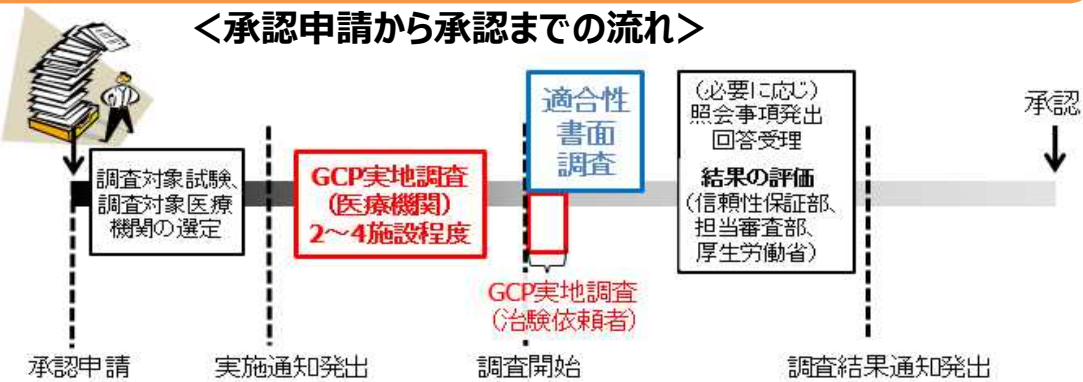 ＜承認申請から承認までの流れ＞
調査対象試験、
調査対象医療
機関の選定
GCP実地調査
(医療機関)
2～4施設程度
適合性
書面
調査
GCP実地調査
(治験依頼者)
(必要に応じ)
照会事項発出
回答受理
結果の評価
(信頼性保証部、
担当審査部、
厚生労働省)
承認
承認申請
実施通知発出
調査開始
調査結果通知発出